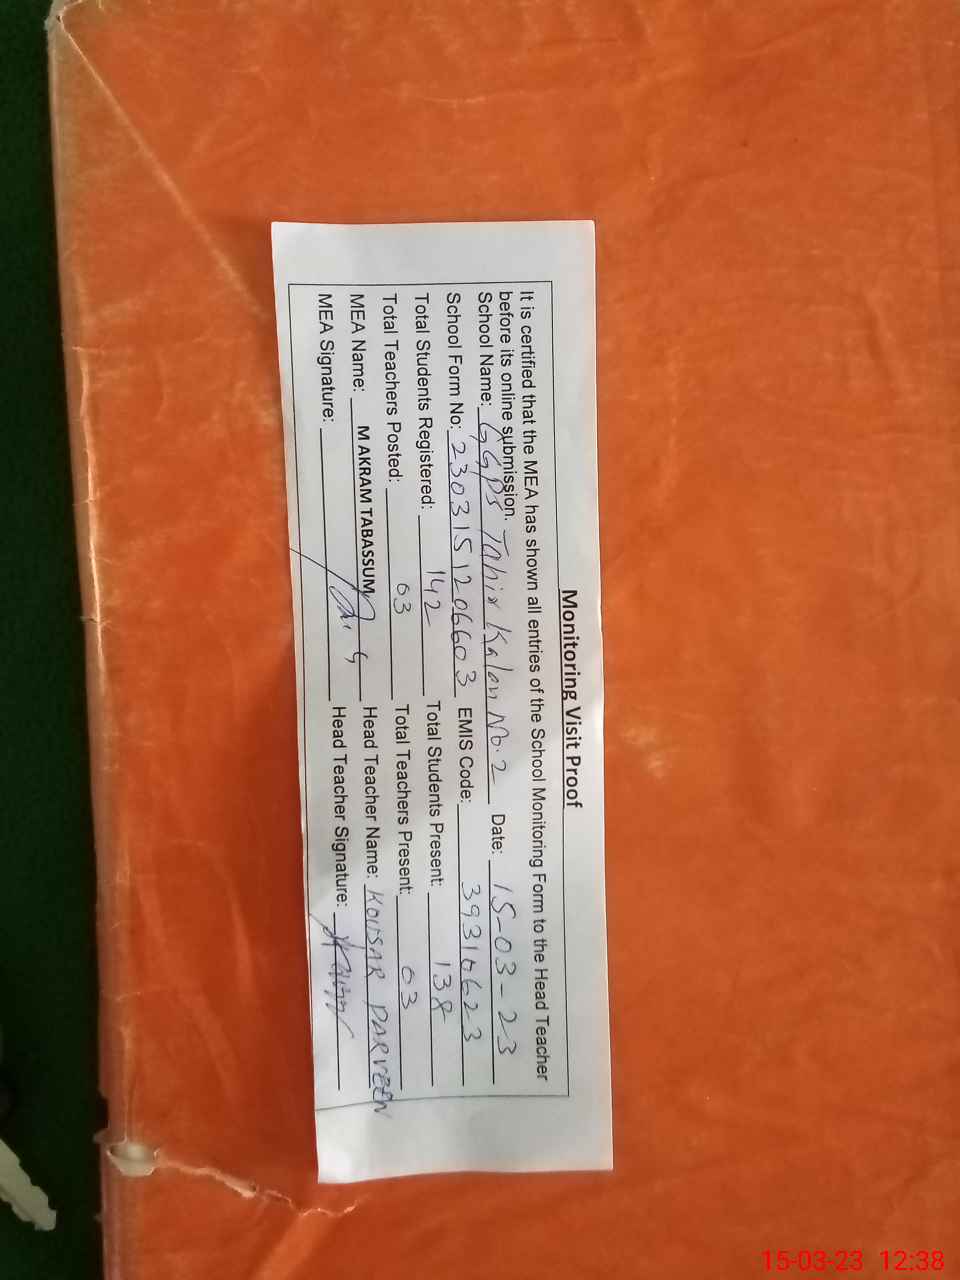 Monitoring Visit Proof
It is certified that the MEA has shown all entries of the School Monitoring Form to the Head Teacher
before its online submission.
School Name: GGPS Tahir Kalan No. 2 Date: 15-03-23
School Form No: 230315120 6603 EMIS Code: 39310623
Total Students Registered: 142 Total Students Present: 138
Total Teachers Posted: 03 Total Teachers Present: 03
MEA Name: M AKRAM TABASSUM Head Teacher Name: KOUSAR PARVEEN
MEA Signature: Head Teacher Signature:
15-03-23 12:38